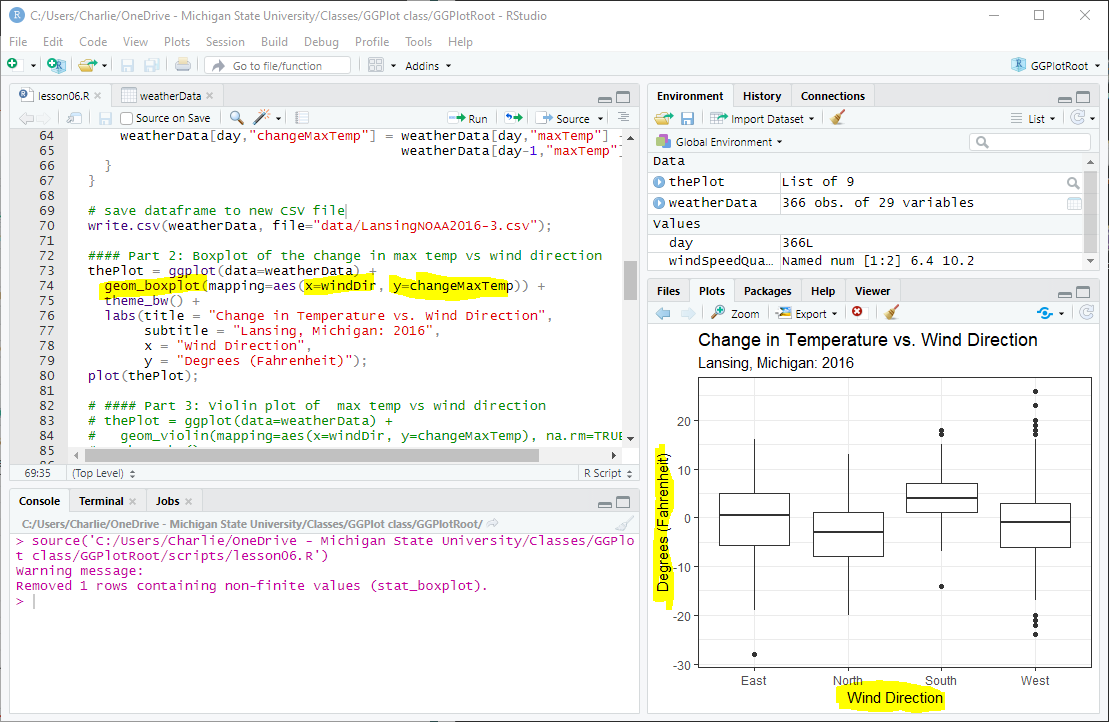 C:/Users/Charlie/OneDrive - Michigan State University/Classes/GGPlot class/GGPlotRoot - RStudio
File Edit Code View Plots Session Build Debug Profile Tools Help
Go to file/function Addins GGPlotRoot
lesson06.R weatherData
Source on Save Run Source
64 weatherData[day,"changeMaxTemp"] = weatherData[day,"maxTemp"] -
65 weatherData[day-1,"maxTemp"]
66 }
67 }
68
69 # save dataframe to new CSV file
70 write.csv(weatherData, file="data/LansingNOAA2016-3.csv");
71
72 #### Part 2: Boxplot of the change in max temp vs wind direction
73 thePlot = ggplot(data=weatherData) +
74 geom_boxplot(mapping=aes(x=windDir, y=changeMaxTemp)) +
75 theme_bw() +
76 labs(title = "Change in Temperature vs. Wind Direction",
77 subtitle = "Lansing, Michigan: 2016",
78 x = "Wind Direction",
79 y = "Degrees (Fahrenheit)");
80 plot(thePlot);
81
82 # #### Part 3: Violin plot of  max temp vs wind direction
83 # thePlot = ggplot(data=weatherData) +
84 #   geom_violin(mapping=aes(x=windDir, y=changeMaxTemp), na.rm=TRUE
85
69:35 (Top Level) R Script
Console Terminal Jobs
C:/Users/Charlie/OneDrive - Michigan State University/Classes/GGPlot class/GGPlotRoot/
> source('C:/Users/Charlie/OneDrive - Michigan State University/Classes/GGPlo
t class/GGPlotRoot/scripts/lesson06.R')
Warning message:
Removed 1 rows containing non-finite values (stat_boxplot).
>
Environment History Connections
Import Dataset List
Global Environment
Data
thePlot List of 9
weatherData 366 obs. of 29 variables
Values
day 366L
windSpeedQua... Named num [1:2] 6.4 10.2
Files Plots Packages Help Viewer
Zoom Export
Change in Temperature vs. Wind Direction
Lansing, Michigan: 2016
Degrees (Fahrenheit)
20
10
0
-10
-20
-30
East North South West
Wind Direction